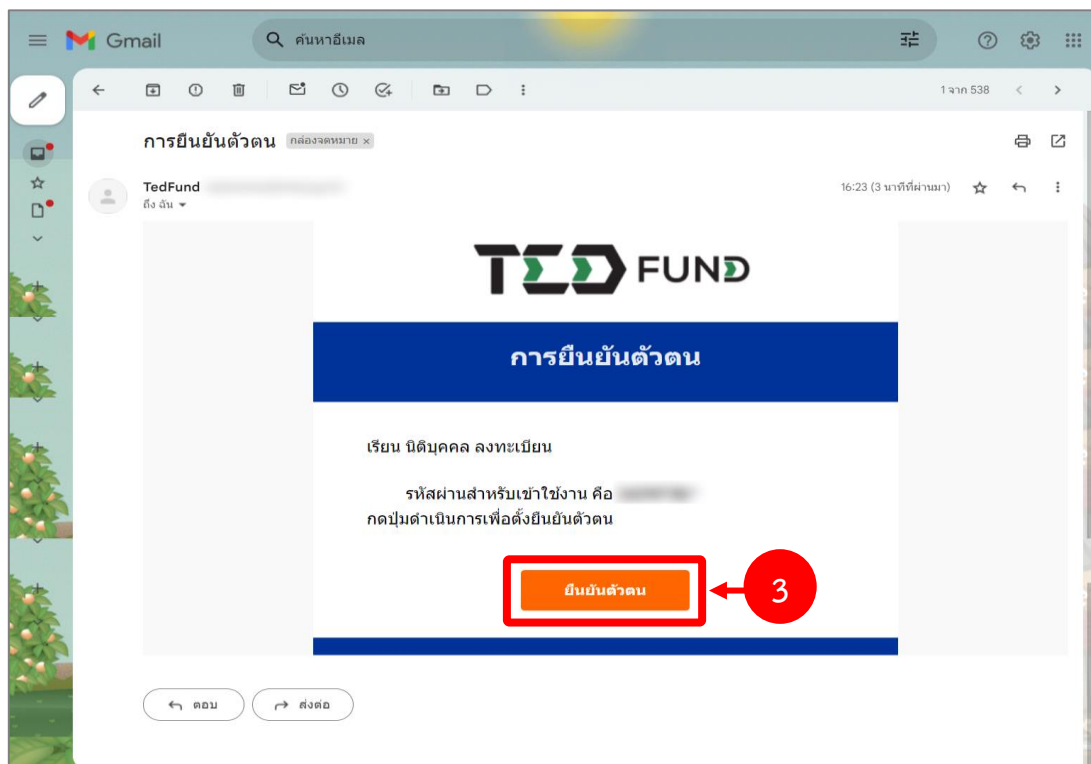 Gmail
ค้นหาอีเมล
1 จาก 538
การยืนยันตัวตน กล่องจดหมาย ×
TedFund
16:23 (3 นาทีที่ผ่านมา)
ถึง ฉัน
TED FUND
การยืนยันตัวตน
เรียน นิติบุคคล ลงทะเบียน
รหัสผ่านสำหรับเข้าใช้งาน คือ
กดปุ่มดำเนินการเพื่อตั้งยืนยันตัวตน
ยืนยันตัวตน
3
ตอบ
ส่งต่อ